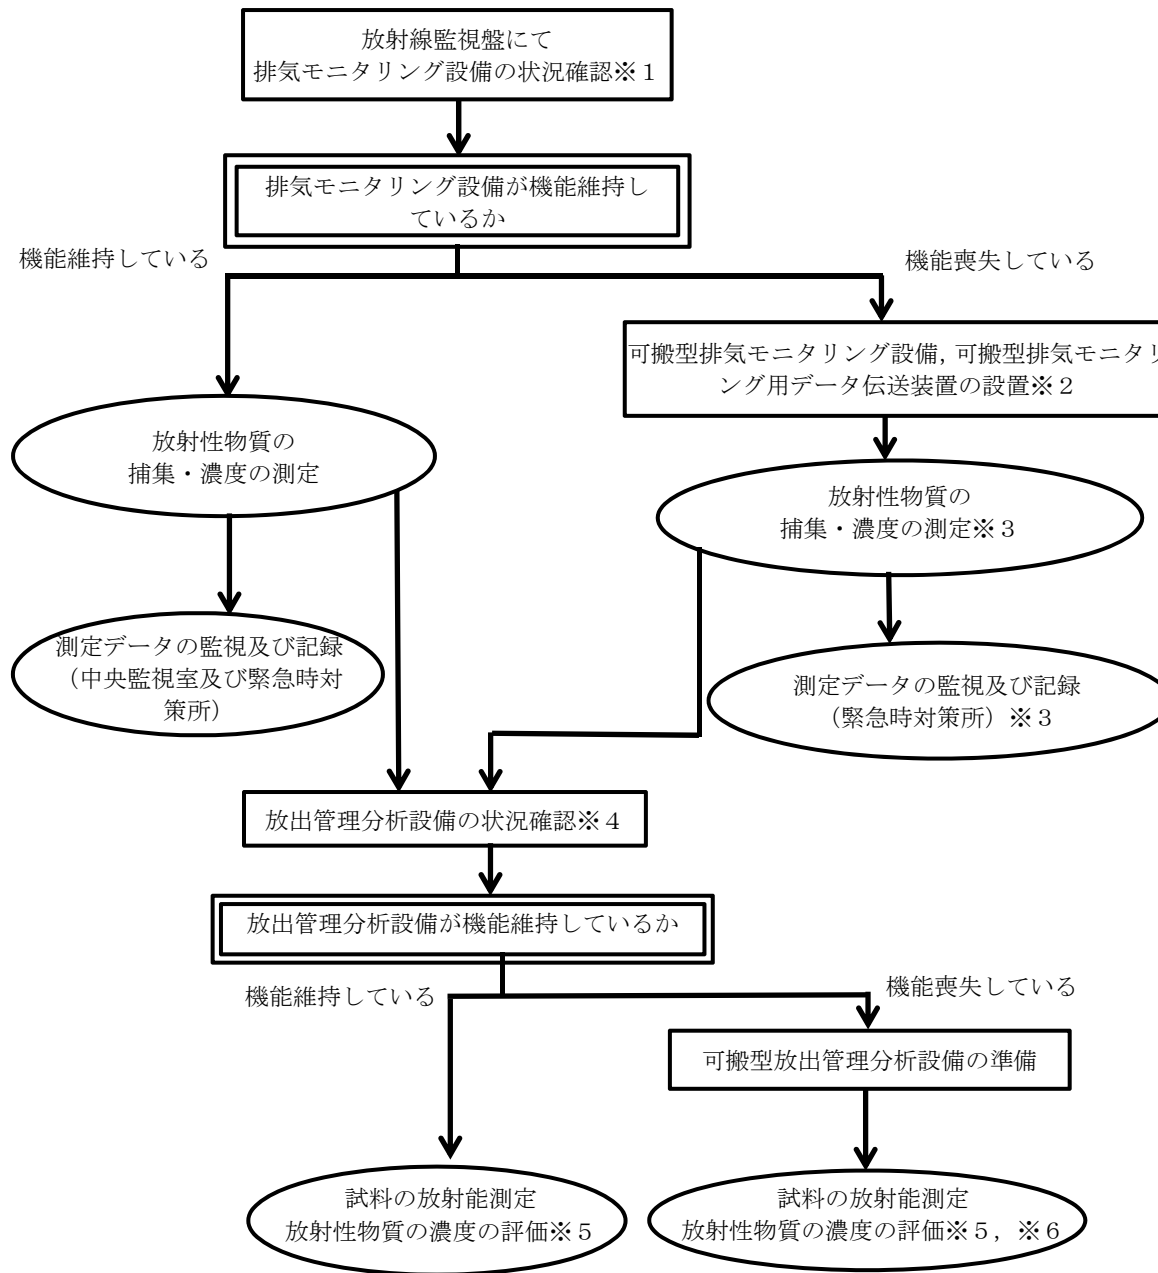 放射線監視盤にて
排気モニタリング設備の状況確認※１
排気モニタリング設備が機能維持し
ているか
機能維持している
機能喪失している
可搬型排気モニタリング設備，可搬型排気モニタリ
ング用データ伝送装置の設置※２
放射性物質の
捕集・濃度の測定
放射性物質の
捕集・濃度の測定※３
測定データの監視及び記録
（中央監視室及び緊急時対
策所）
測定データの監視及び記録
（緊急時対策所）※３
放出管理分析設備の状況確認※４
放出管理分析設備が機能維持しているか
機能維持している
機能喪失している
可搬型放出管理分析設備の準備
試料の放射能測定
放射性物質の濃度の評価※５
試料の放射能測定
放射性物質の濃度の評価※５，※６